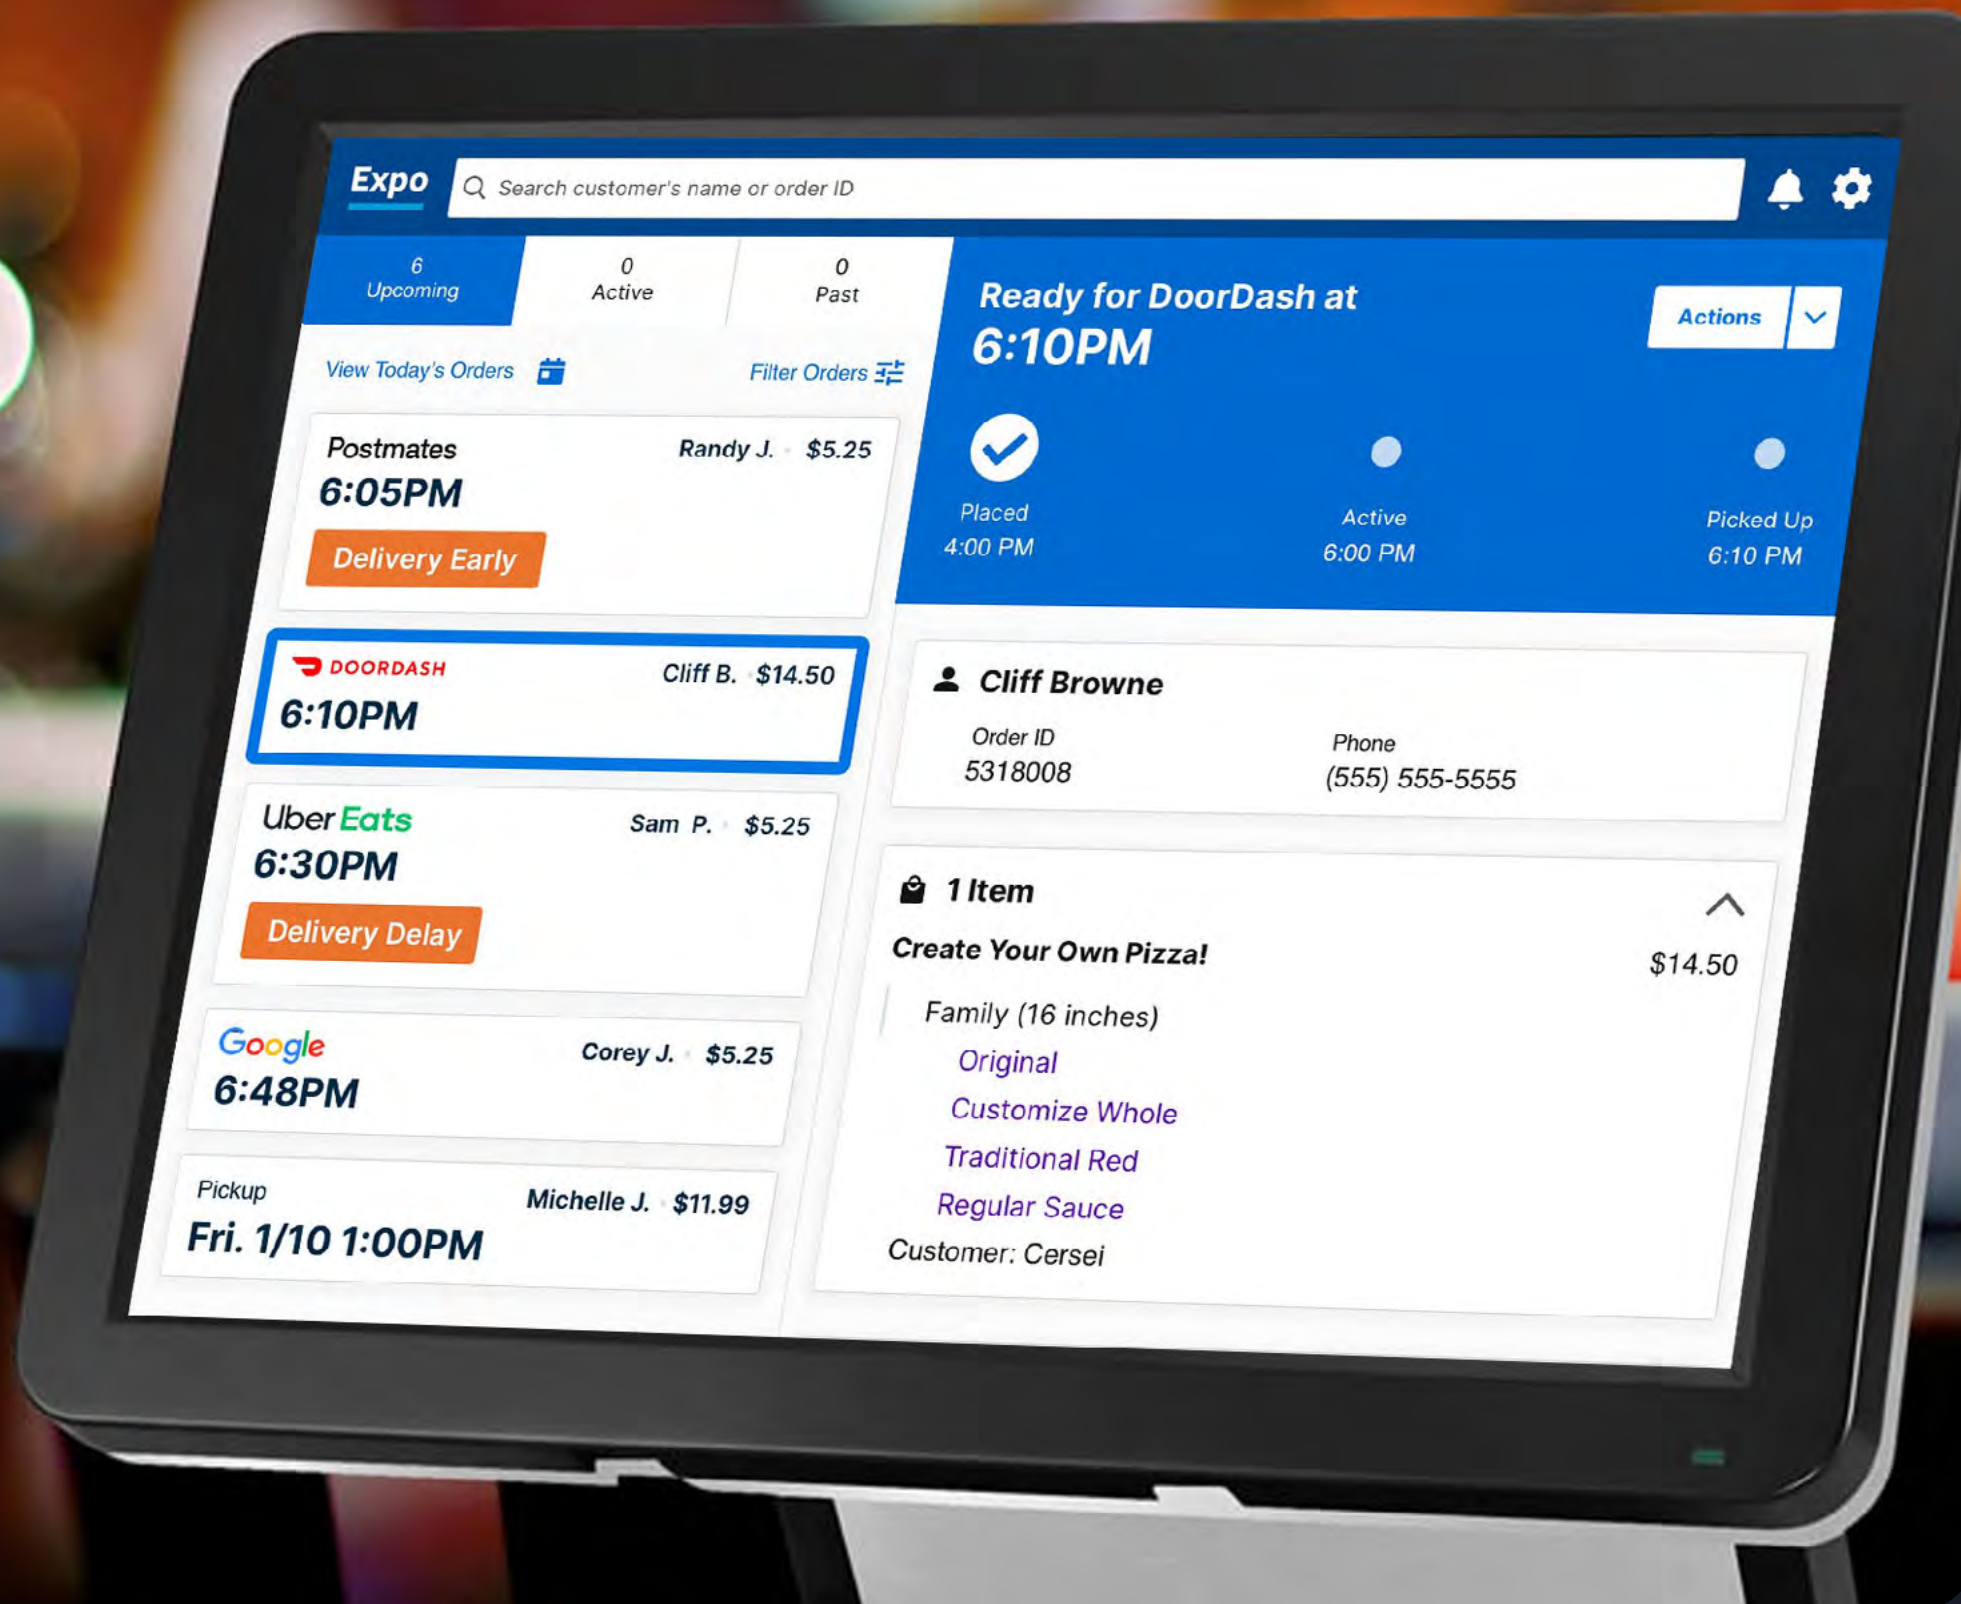 Expo
Search customer's name or order ID
6
Upcoming
0
Active
0
Past
View Today's Orders
Filter Orders
Postmates
Randy J. $5.25
6:05PM
Delivery Early
DOORDASH
Cliff B. $14.50
6:10PM
Uber Eats
Sam P. $5.25
6:30PM
Delivery Delay
Google
Corey J. $5.25
6:48PM
Pickup
Michelle J. $11.99
Fri. 1/10 1:00PM
Ready for DoorDash at
6:10PM
Actions
Placed
4:00 PM
Active
6:00 PM
Picked Up
6:10 PM
Cliff Browne
Order ID
5318008
Phone
(555) 555-5555
1 Item
Create Your Own Pizza!
$14.50
Family (16 inches)
Original
Customize Whole
Traditional Red
Regular Sauce
Customer: Cersei